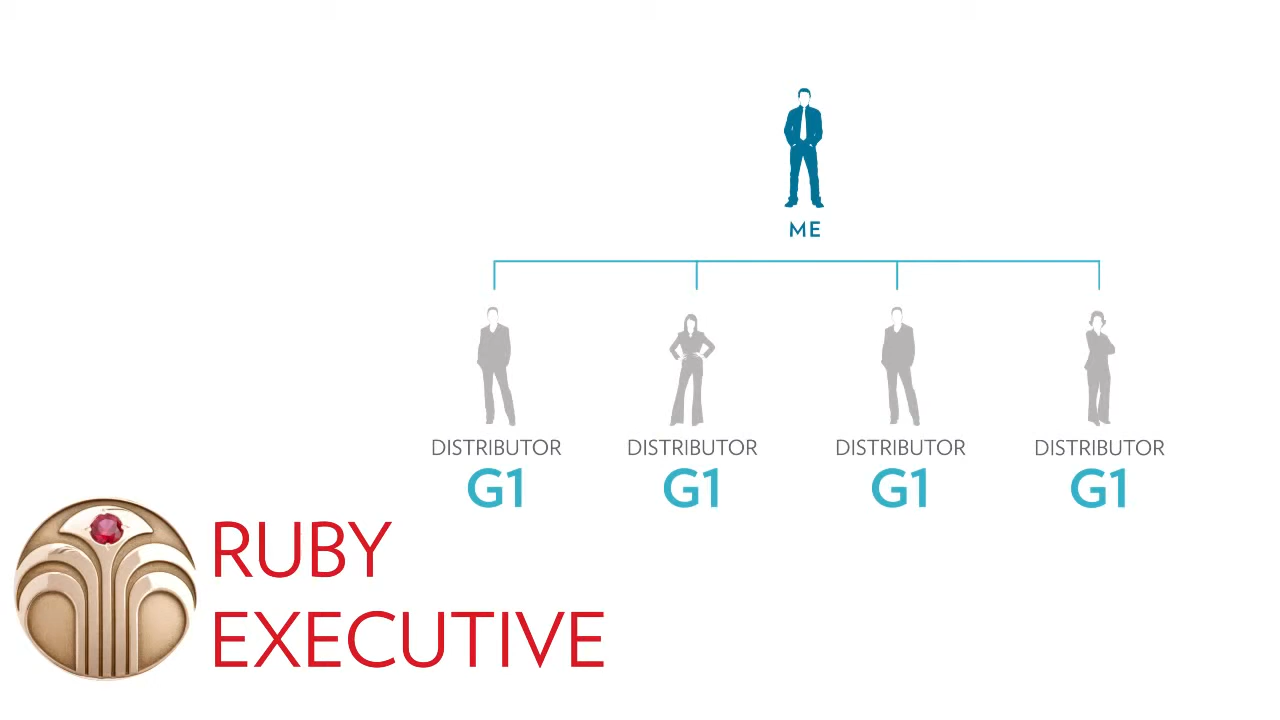 ME
DISTRIBUTOR DISTRIBUTOR DISTRIBUTOR DISTRIBUTOR
G1 G1 G1 G1
RUBY
EXECUTIVE